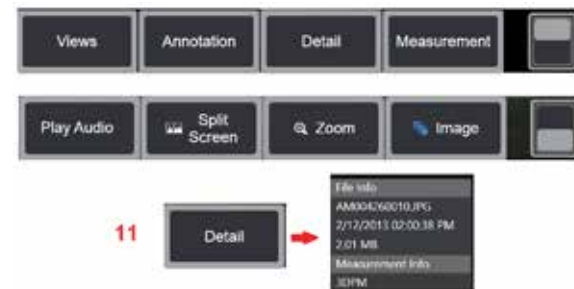 Views Annotation Detail Measurement
Play Audio Split Screen Zoom Image
11 Detail
File Info
AM004260010.JPG
2/12/2013 02:00:38 PM
2.01 MB
Measurement Info
3DPM